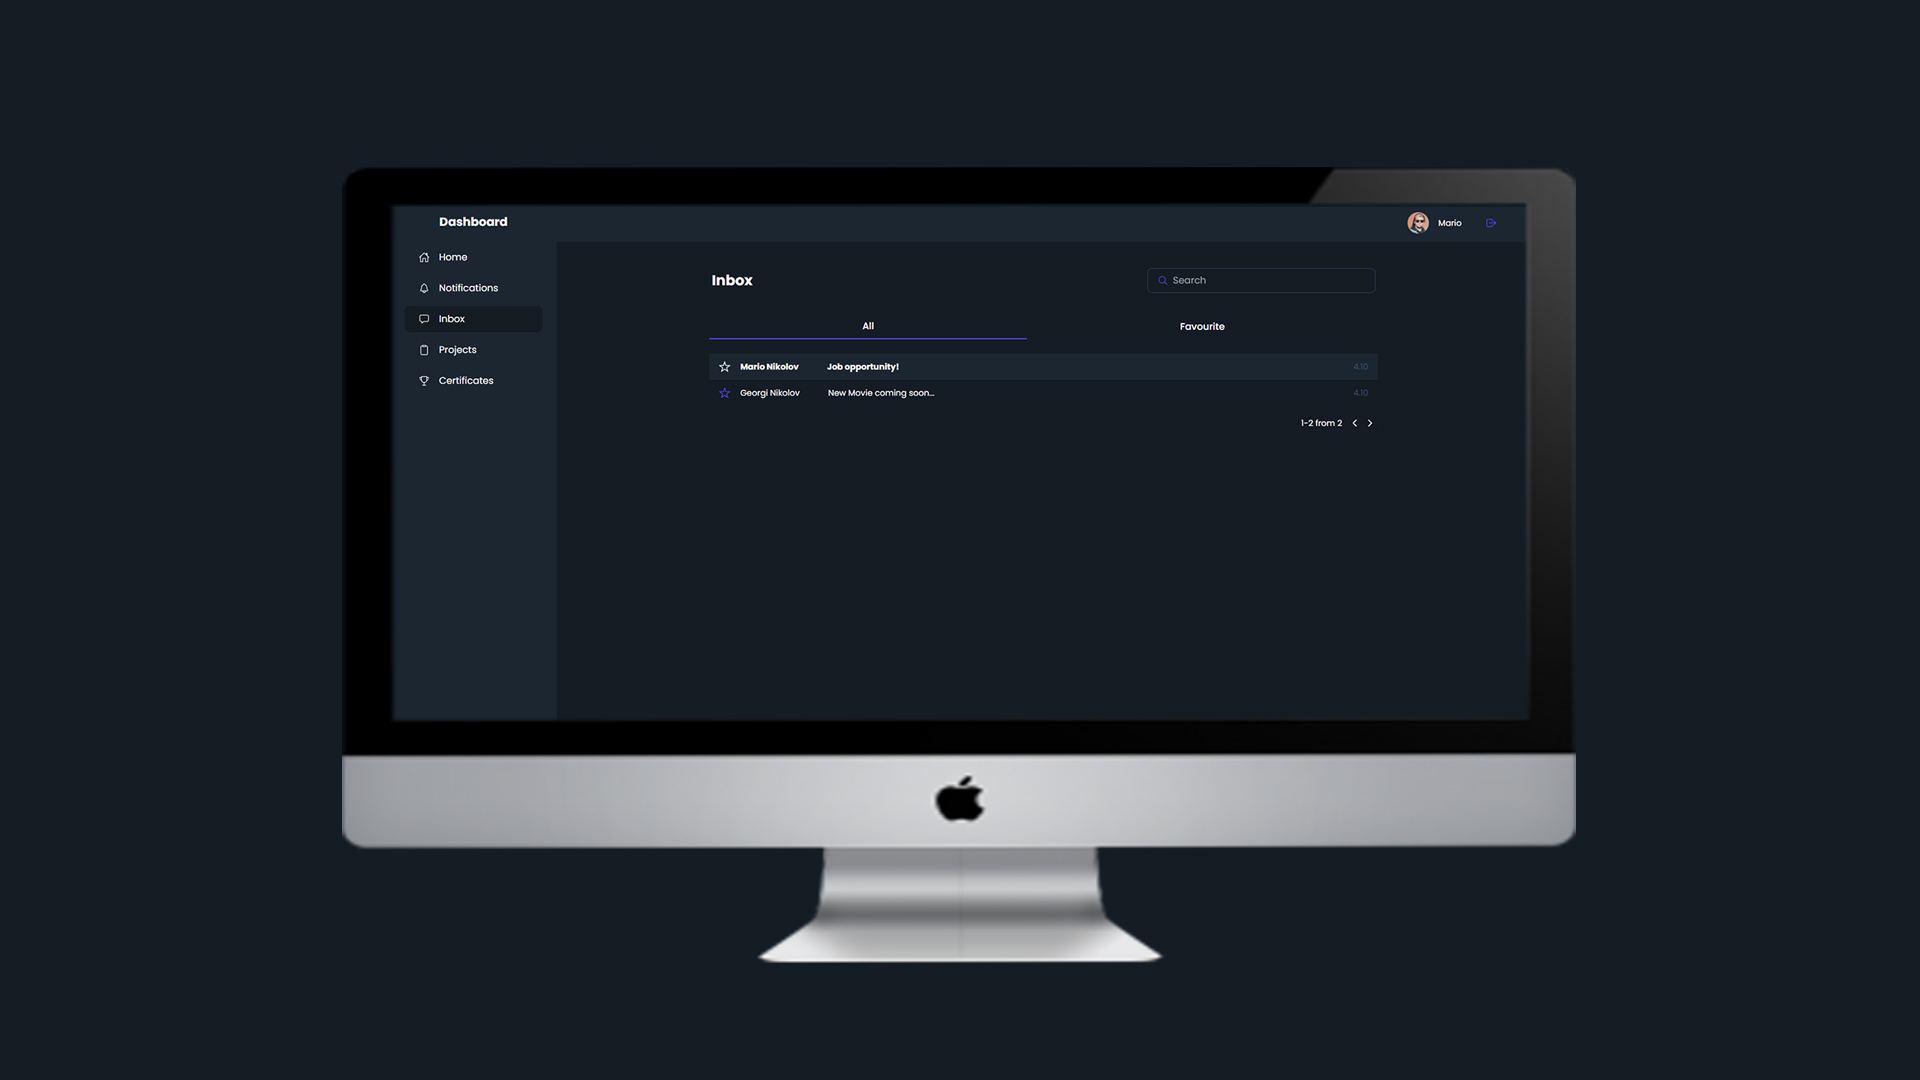 Dashboard
Mario
Home
Notifications
Inbox
Projects
Certificates
Inbox
Search
All
Favourite
Mario Nikolov Job opportunity! 4.10
Georgi Nikolov New Movie coming soon... 4.10
1-2 from 2